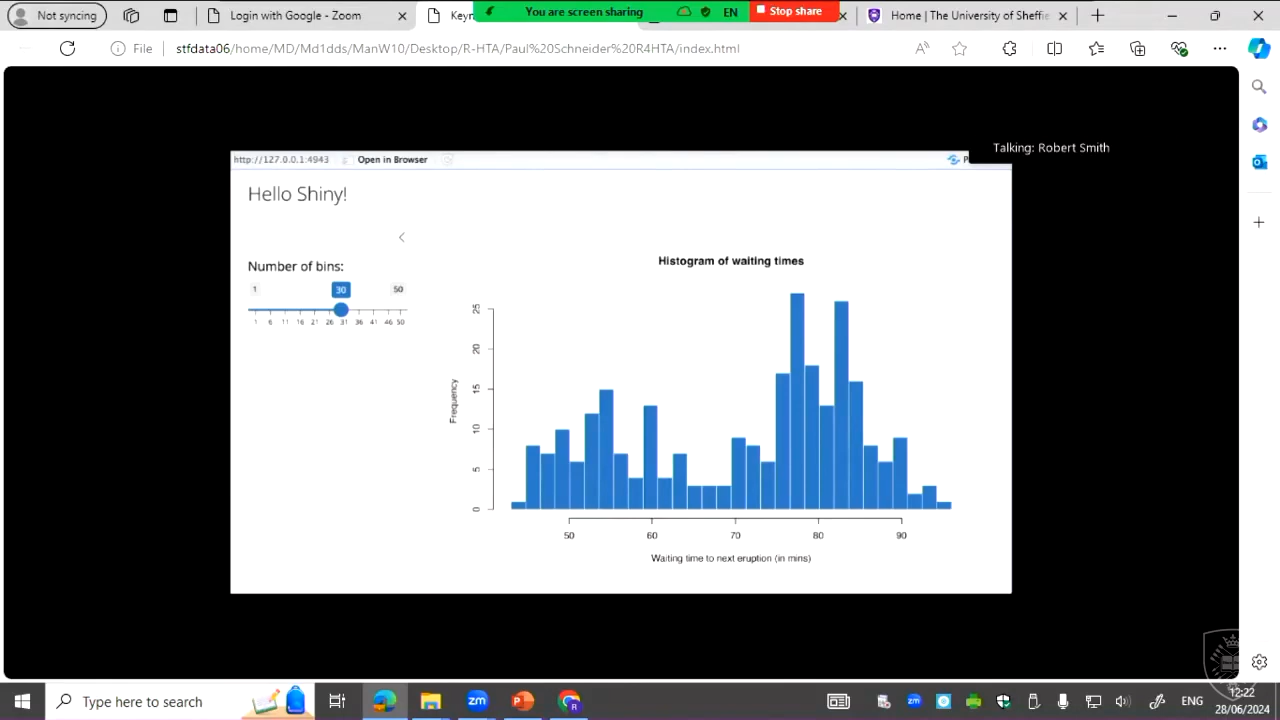 Not syncing
Login with Google - Zoom
Keyn
You are screen sharing
EN
Stop share
Home | The University of Sheffie
File
stfdata06/home/MD/Md1dds/ManW10/Desktop/R-HTA/Paul%20Schneider%20R4HTA/index.html
Talking: Robert Smith
http://127.0.0.1:4943
Open in Browser
P
Hello Shiny!
Number of bins:
1
30
50
1 6 11 16 21 26 31 36 41 46 50
Histogram of waiting times
Frequency
25
20
15
10
5
0
50 60 70 80 90
Waiting time to next eruption (in mins)
Type here to search
ENG
12:22
28/06/2024